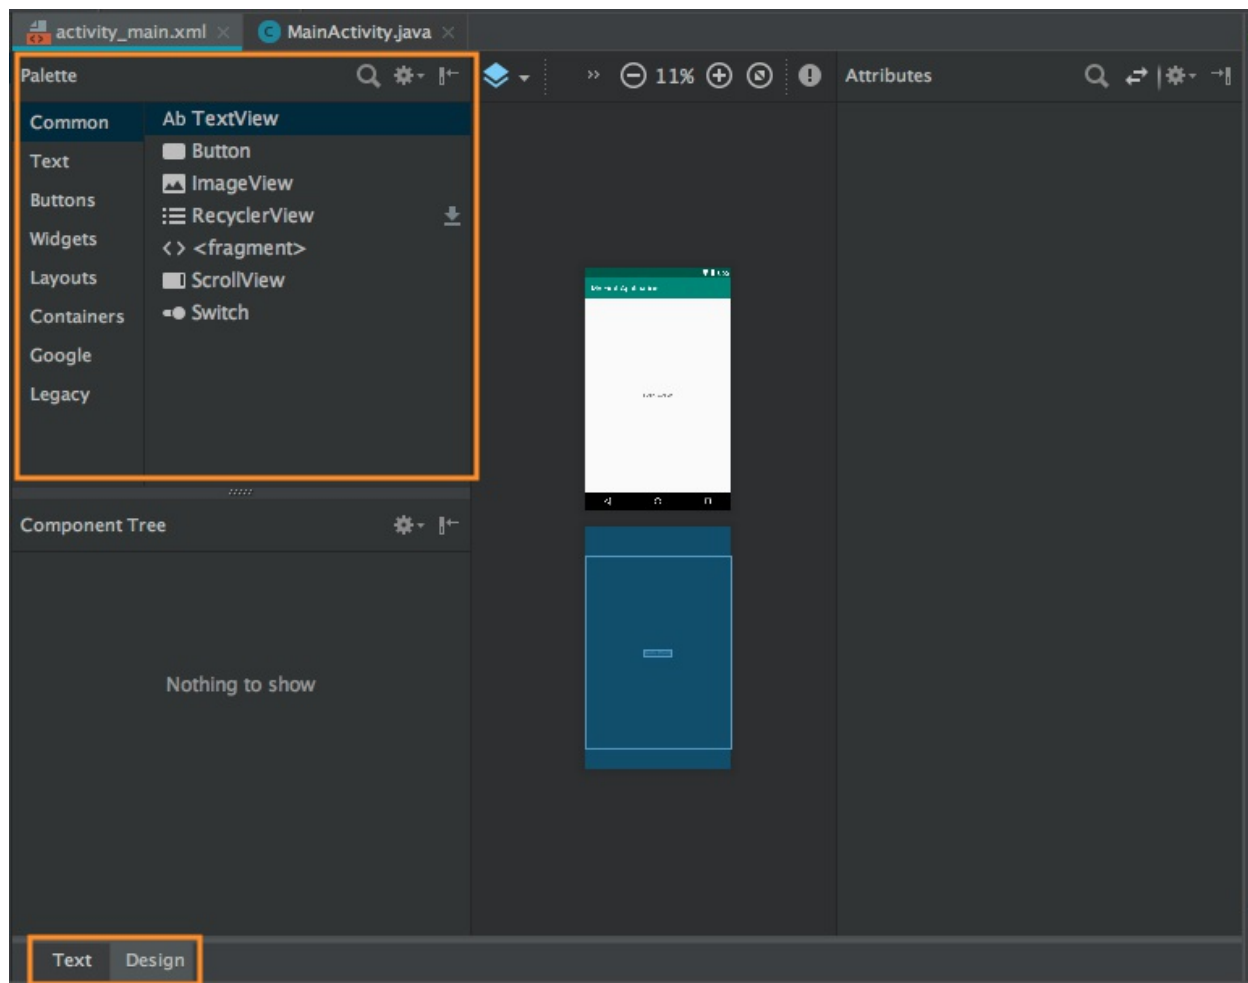 activity_main.xml
MainActivity.java
Palette
11%
Attributes
Common
Text
Buttons
Widgets
Layouts
Containers
Google
Legacy
Ab TextView
Button
ImageView
RecyclerView
<fragment>
ScrollView
Switch
Component Tree
Nothing to show
Text
Design